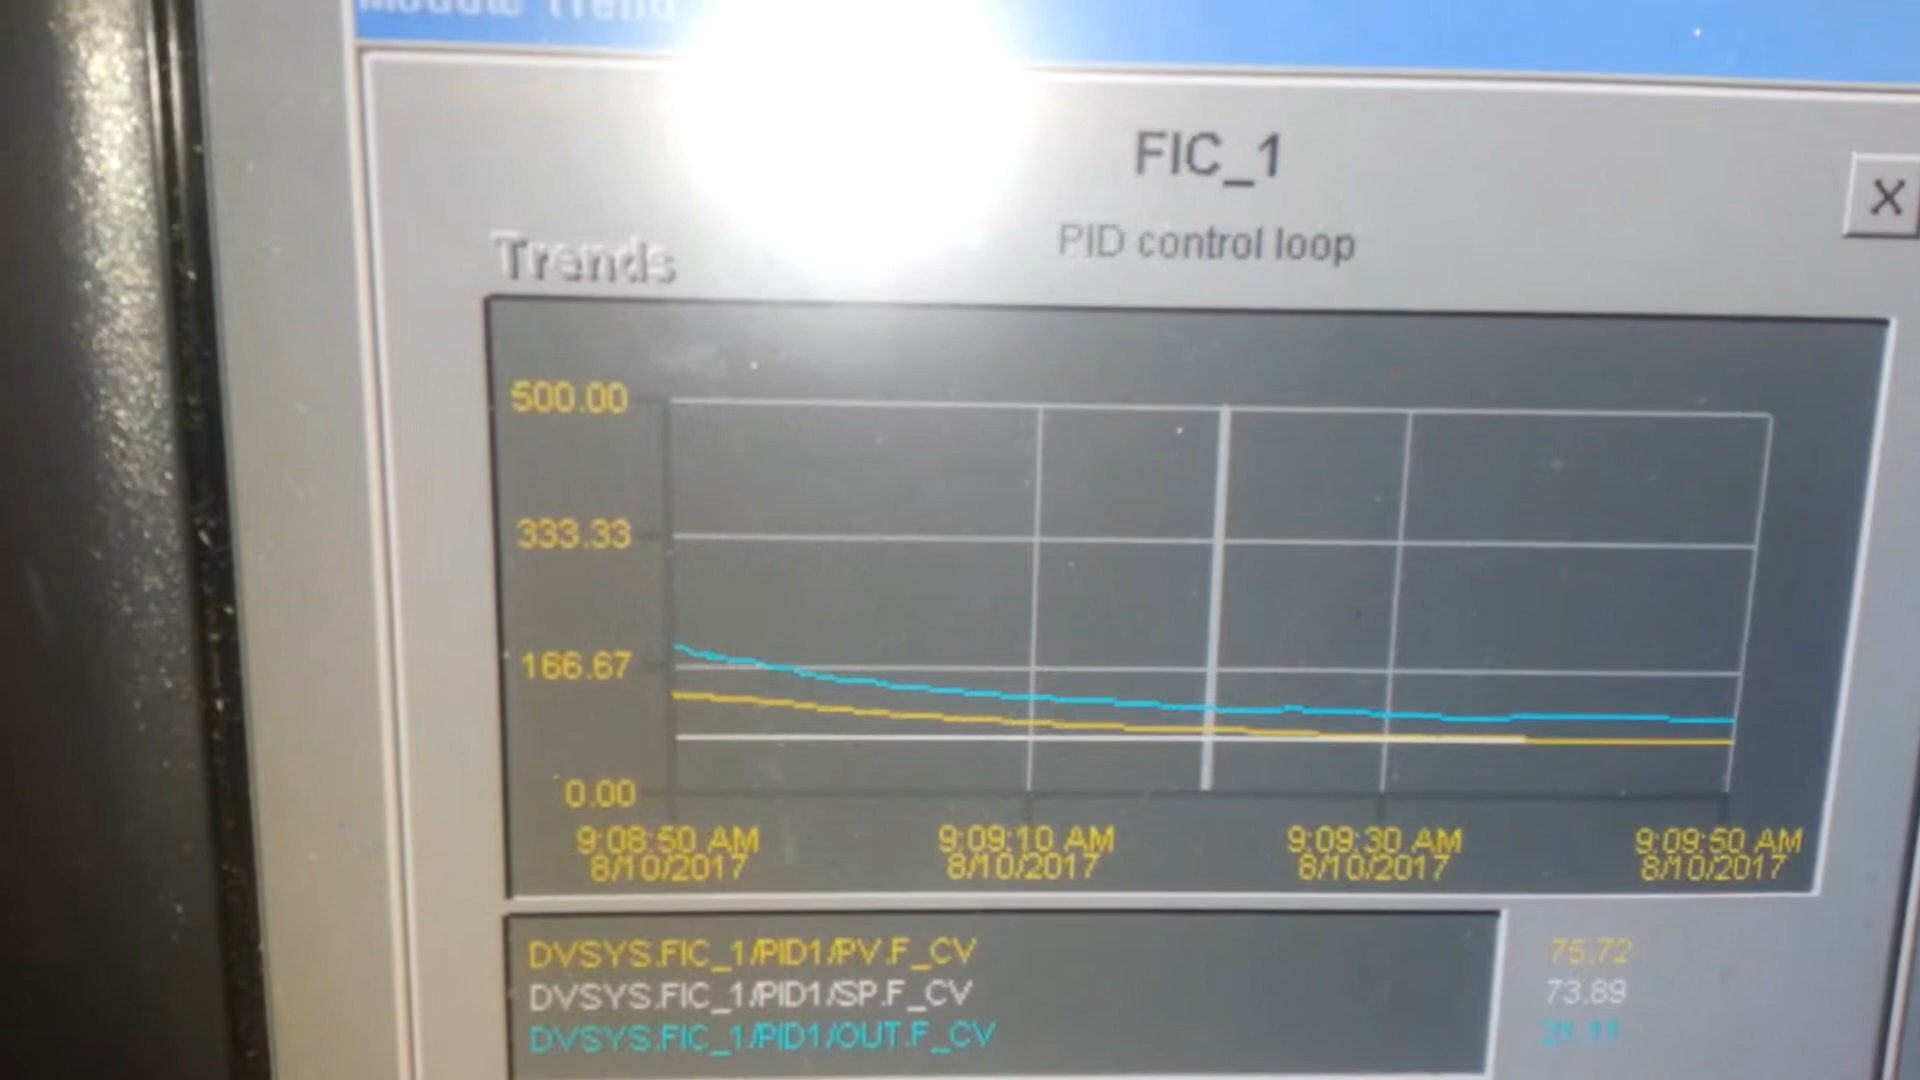 Module Trend
FIC_1
X
PID control loop
Trends
500.00
333.33
166.67
0.00
9:08:50 AM 9:09:10 AM 9:09:30 AM 9:09:50 AM
8/10/2017 8/10/2017 8/10/2017 8/10/2017
DVSYS.FIC_1/PID1/PV.F_CV 75.72
DVSYS.FIC_1/PID1/SP.F_CV 73.89
DVSYS.FIC_1/PID1/OUT.F_CV